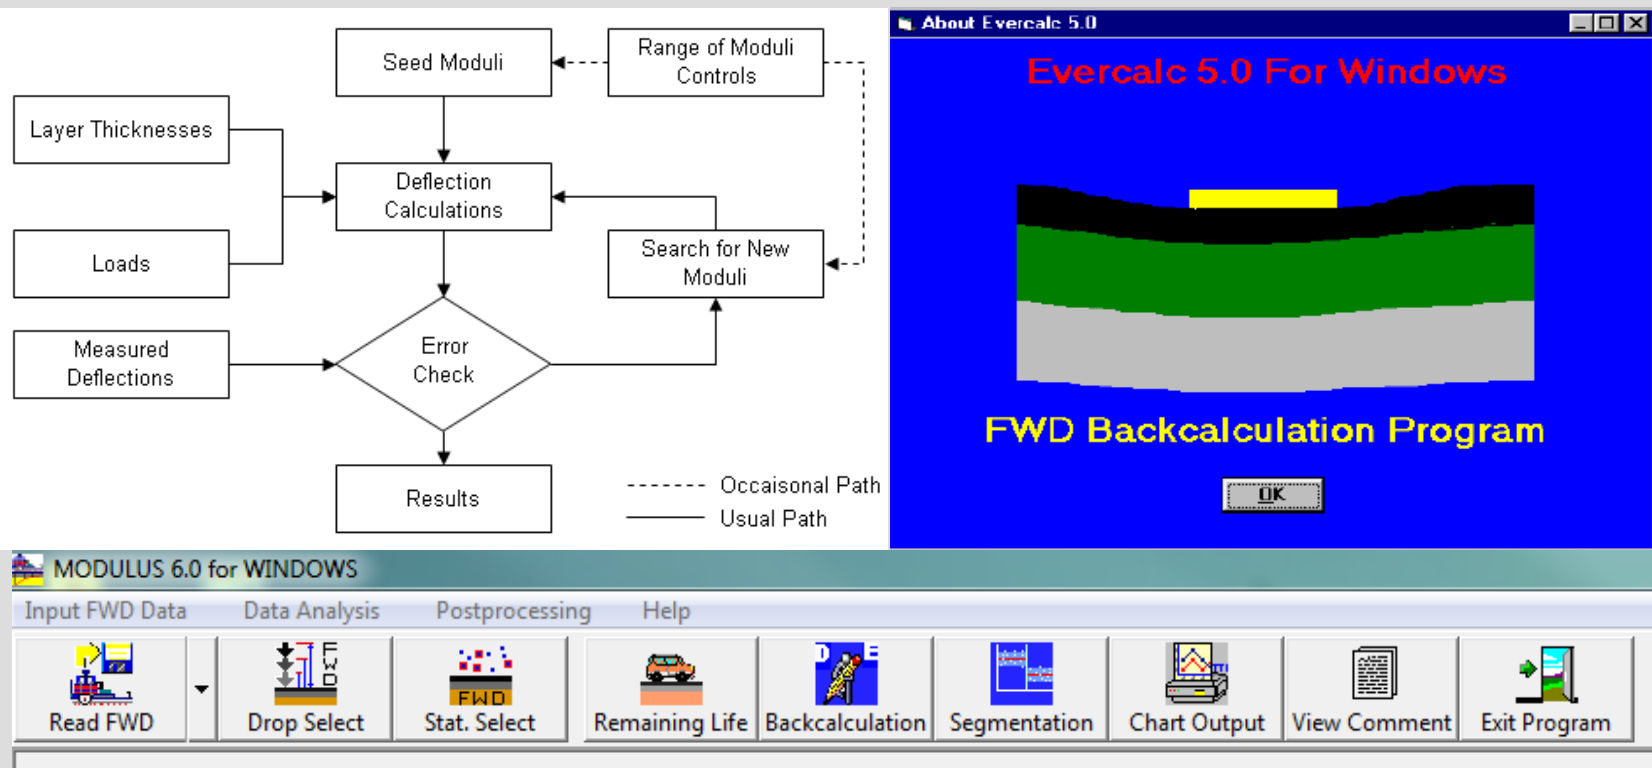 Seed Moduli
Range of Moduli
Controls
Layer Thicknesses
Deflection
Calculations
Loads
Search for New
Moduli
Measured
Deflections
Error
Check
Results
Occaisonal Path
Usual Path
About Evercalc 5.0
Evercalc 5.0 For Windows
FWD Backcalculation Program
OK
MODULUS 6.0 for WINDOWS
Input FWD Data Data Analysis Postprocessing Help
FWD
FWD
Read FWD Drop Select Stat. Select Remaining Life Backcalculation Segmentation Chart Output View Comment Exit Program